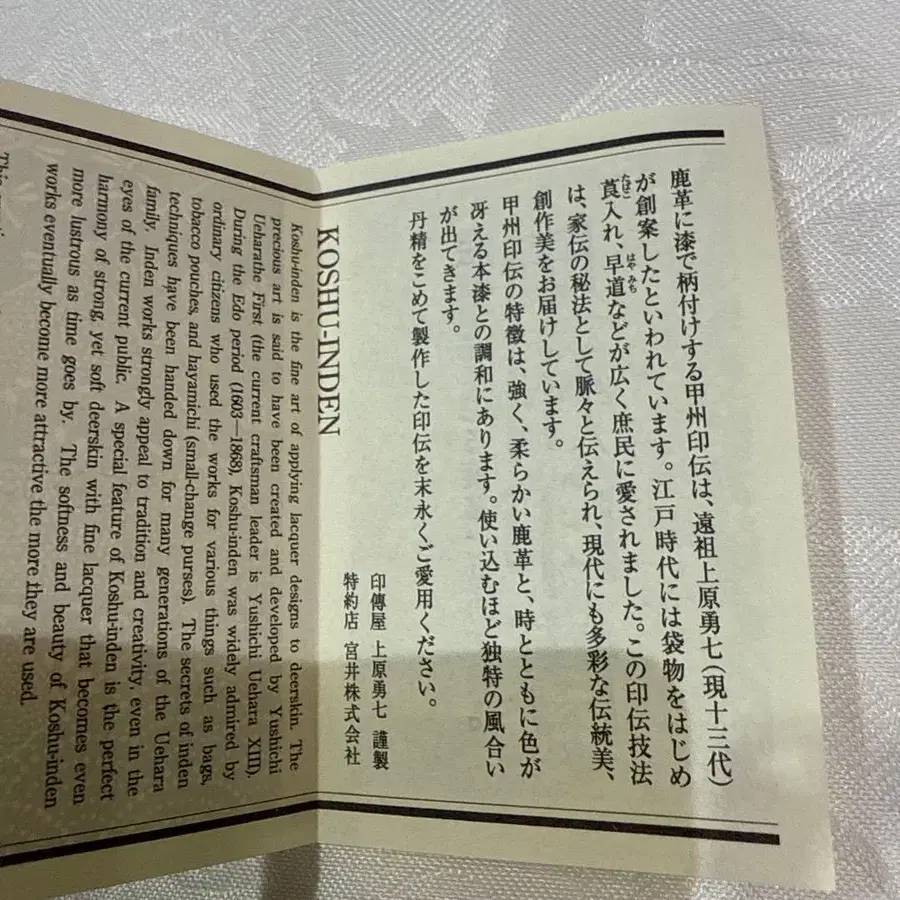 鹿革に漆で柄付けする甲州印伝は、遠祖上原勇七(現十三代)
が創案したといわれています。江戸時代には袋物をはじめ
莨入れ、早道などが広く庶民に愛されました。この印伝技法
は、家伝の秘法として脈々と伝えられ、現代にも多彩な伝統美、
創作美をお届けしています。
甲州印伝の特徴は、強く、柔らかい鹿革と、時とともに色が
冴える本漆との調和にあります。使い込むほど独特の風合い
が出てきます。
丹精をこめて製作した印伝を末永くご愛用ください。
印傳屋 上原勇七 謹製
特約店 宮井株式会社
KOSHU-INDEN
Koshu-inden is the fine art of applying lacquer designs to deerskin. The
precious art is said to have been created and developed by Yushichi
Ueharathe First (the current craftsman leader is Yushichi Uehara XIII),
During the Edo period (1603—1868), Koshu-inden was widely admired by
ordinary citizens who used the works for various things such as bags,
tobacco pouches, and hayamichi (small-change purses). The secrets of inden
techniques have been handed down for many generations of the Uehara
family. Inden works strongly appeal to tradition and creativity, even in the
eyes of the current public. A special feature of Koshu-inden is the perfect
harmony of strong, yet soft deerskin with fine lacquer that becomes even
more lustrous as time goes by. The softness and beauty of Koshu-inden
works eventually become more attractive the more they are used.